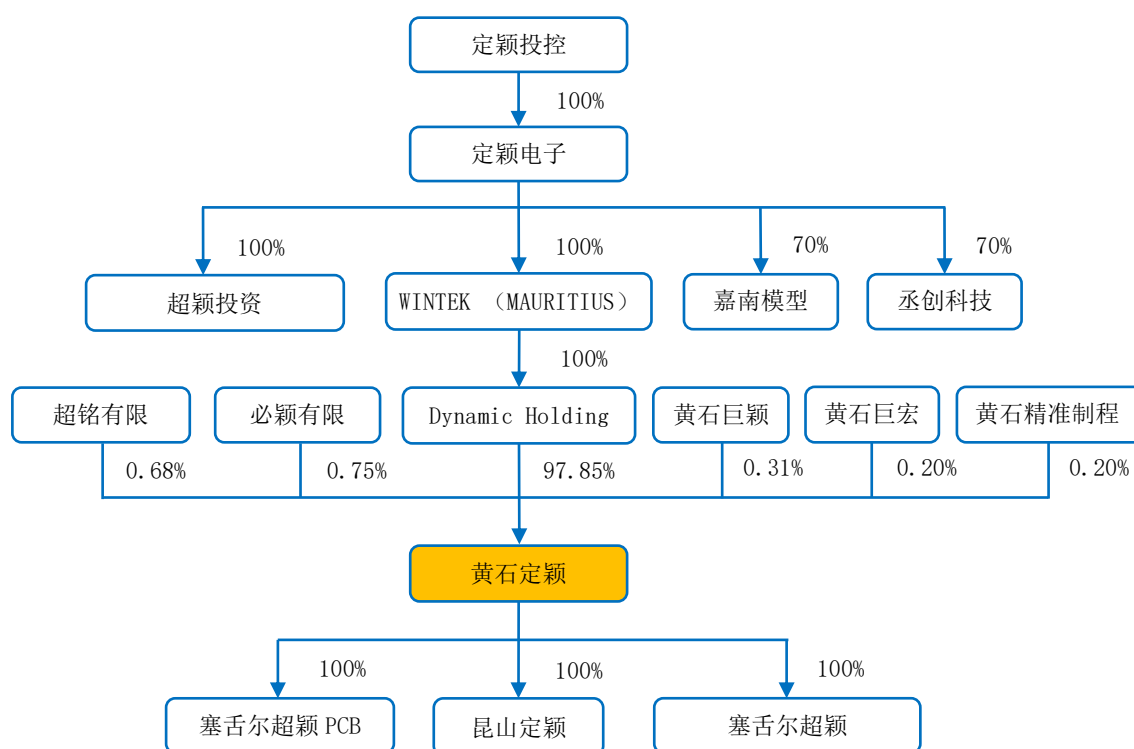 定颖投控
100%
定颖电子
100%
100%
70%
70%
超颖投资
WINTEK （MAURITIUS）
嘉南模型
丞创科技
100%
超铭有限
必颖有限
Dynamic Holding
黄石巨颖
黄石巨宏
黄石精准制程
0.68%
0.75%
97.85%
0.31%
0.20%
0.20%
黄石定颖
100%
100%
100%
塞舌尔超颖 PCB
昆山定颖
塞舌尔超颖